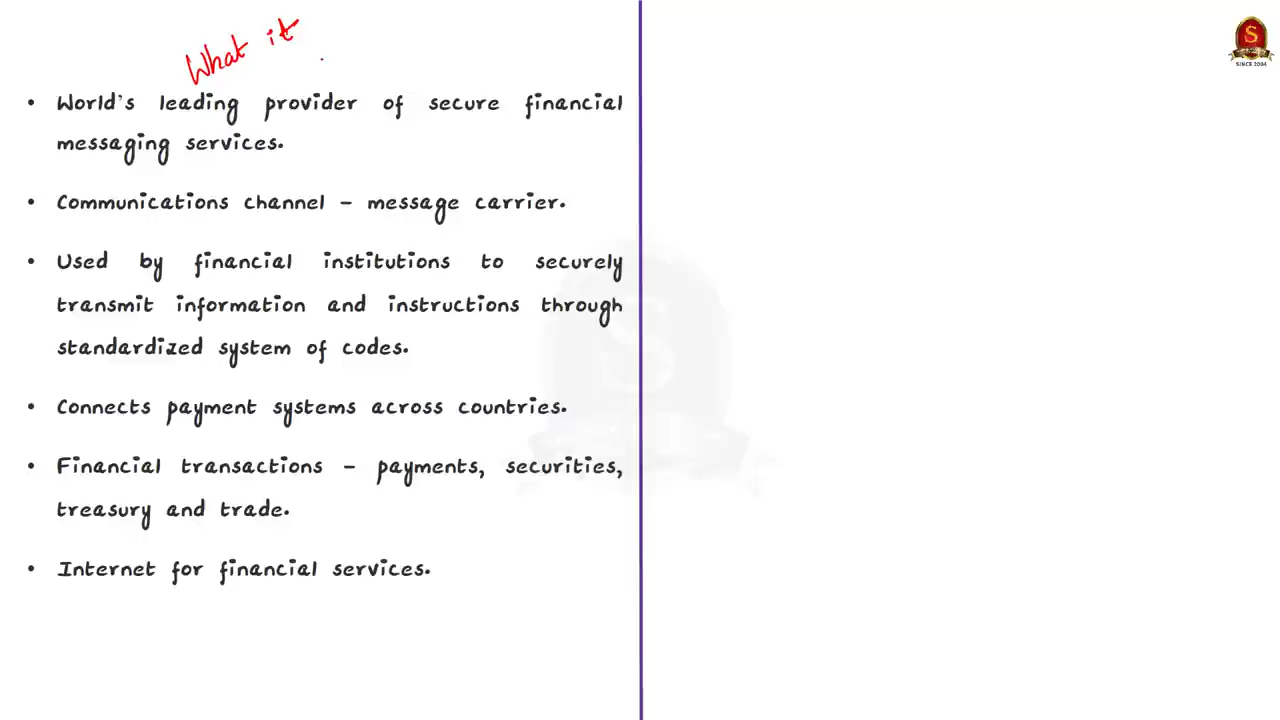 What it
• World's leading provider of secure financial
messaging services.
• Communications channel – message carrier.
• Used by financial institutions to securely
transmit information and instructions through
standardized system of codes.
• Connects payment systems across countries.
• Financial transactions – payments, securities,
treasury and trade.
• Internet for financial services.
S
SINCE 2004